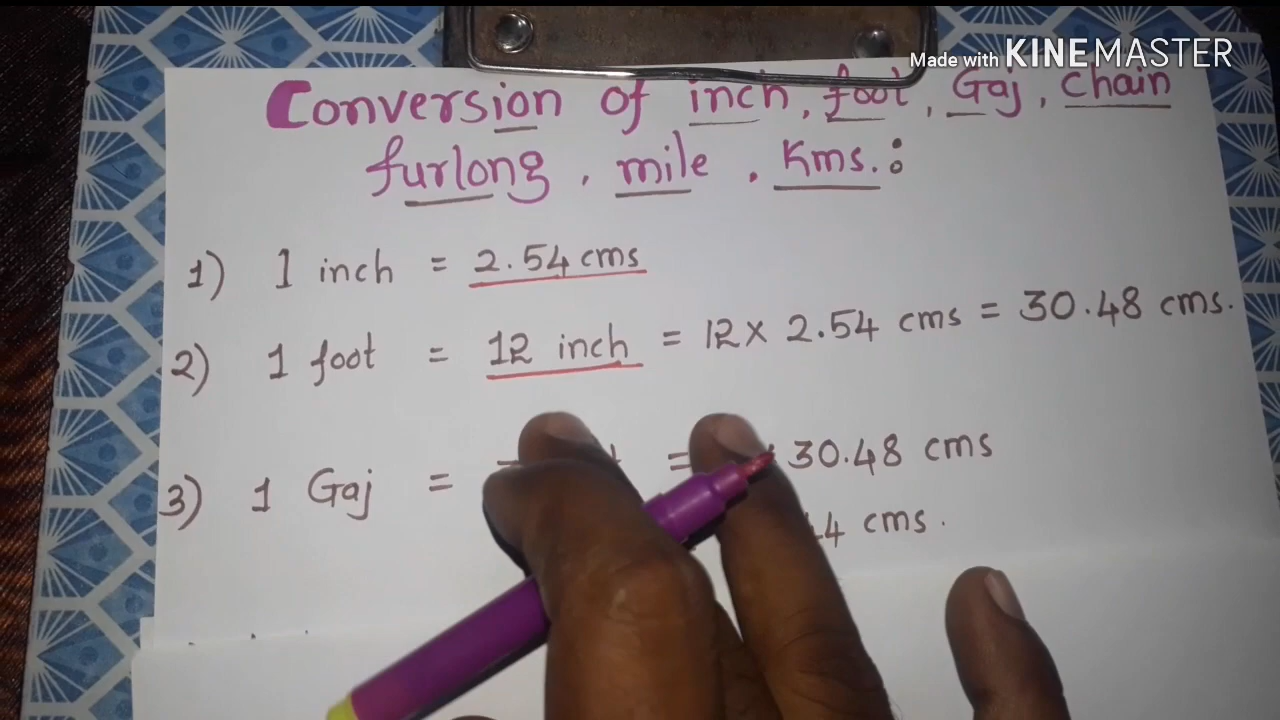 Made with KINEMASTER
Conversion of inch, foot, Gaj, Chain
furlong, mile, Kms.:
1) 1 inch = 2.54 cms
2) 1 foot = 12 inch = 12 x 2.54 cms = 30.48 cms.
3) 1 Gaj = = 30.48 cms
4 cms.